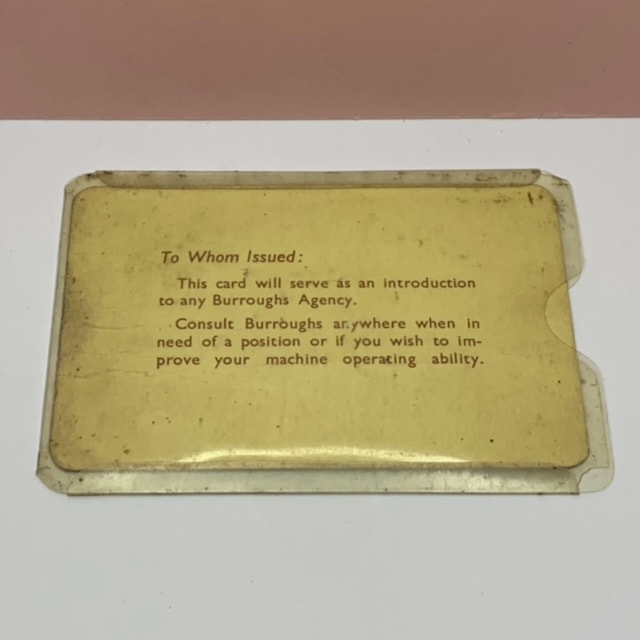 To Whom Issued:
This card will serve as an introduction
to any Burroughs Agency.
Consult Burroughs anywhere when in
need of a position or if you wish to im-
prove your machine operating ability.